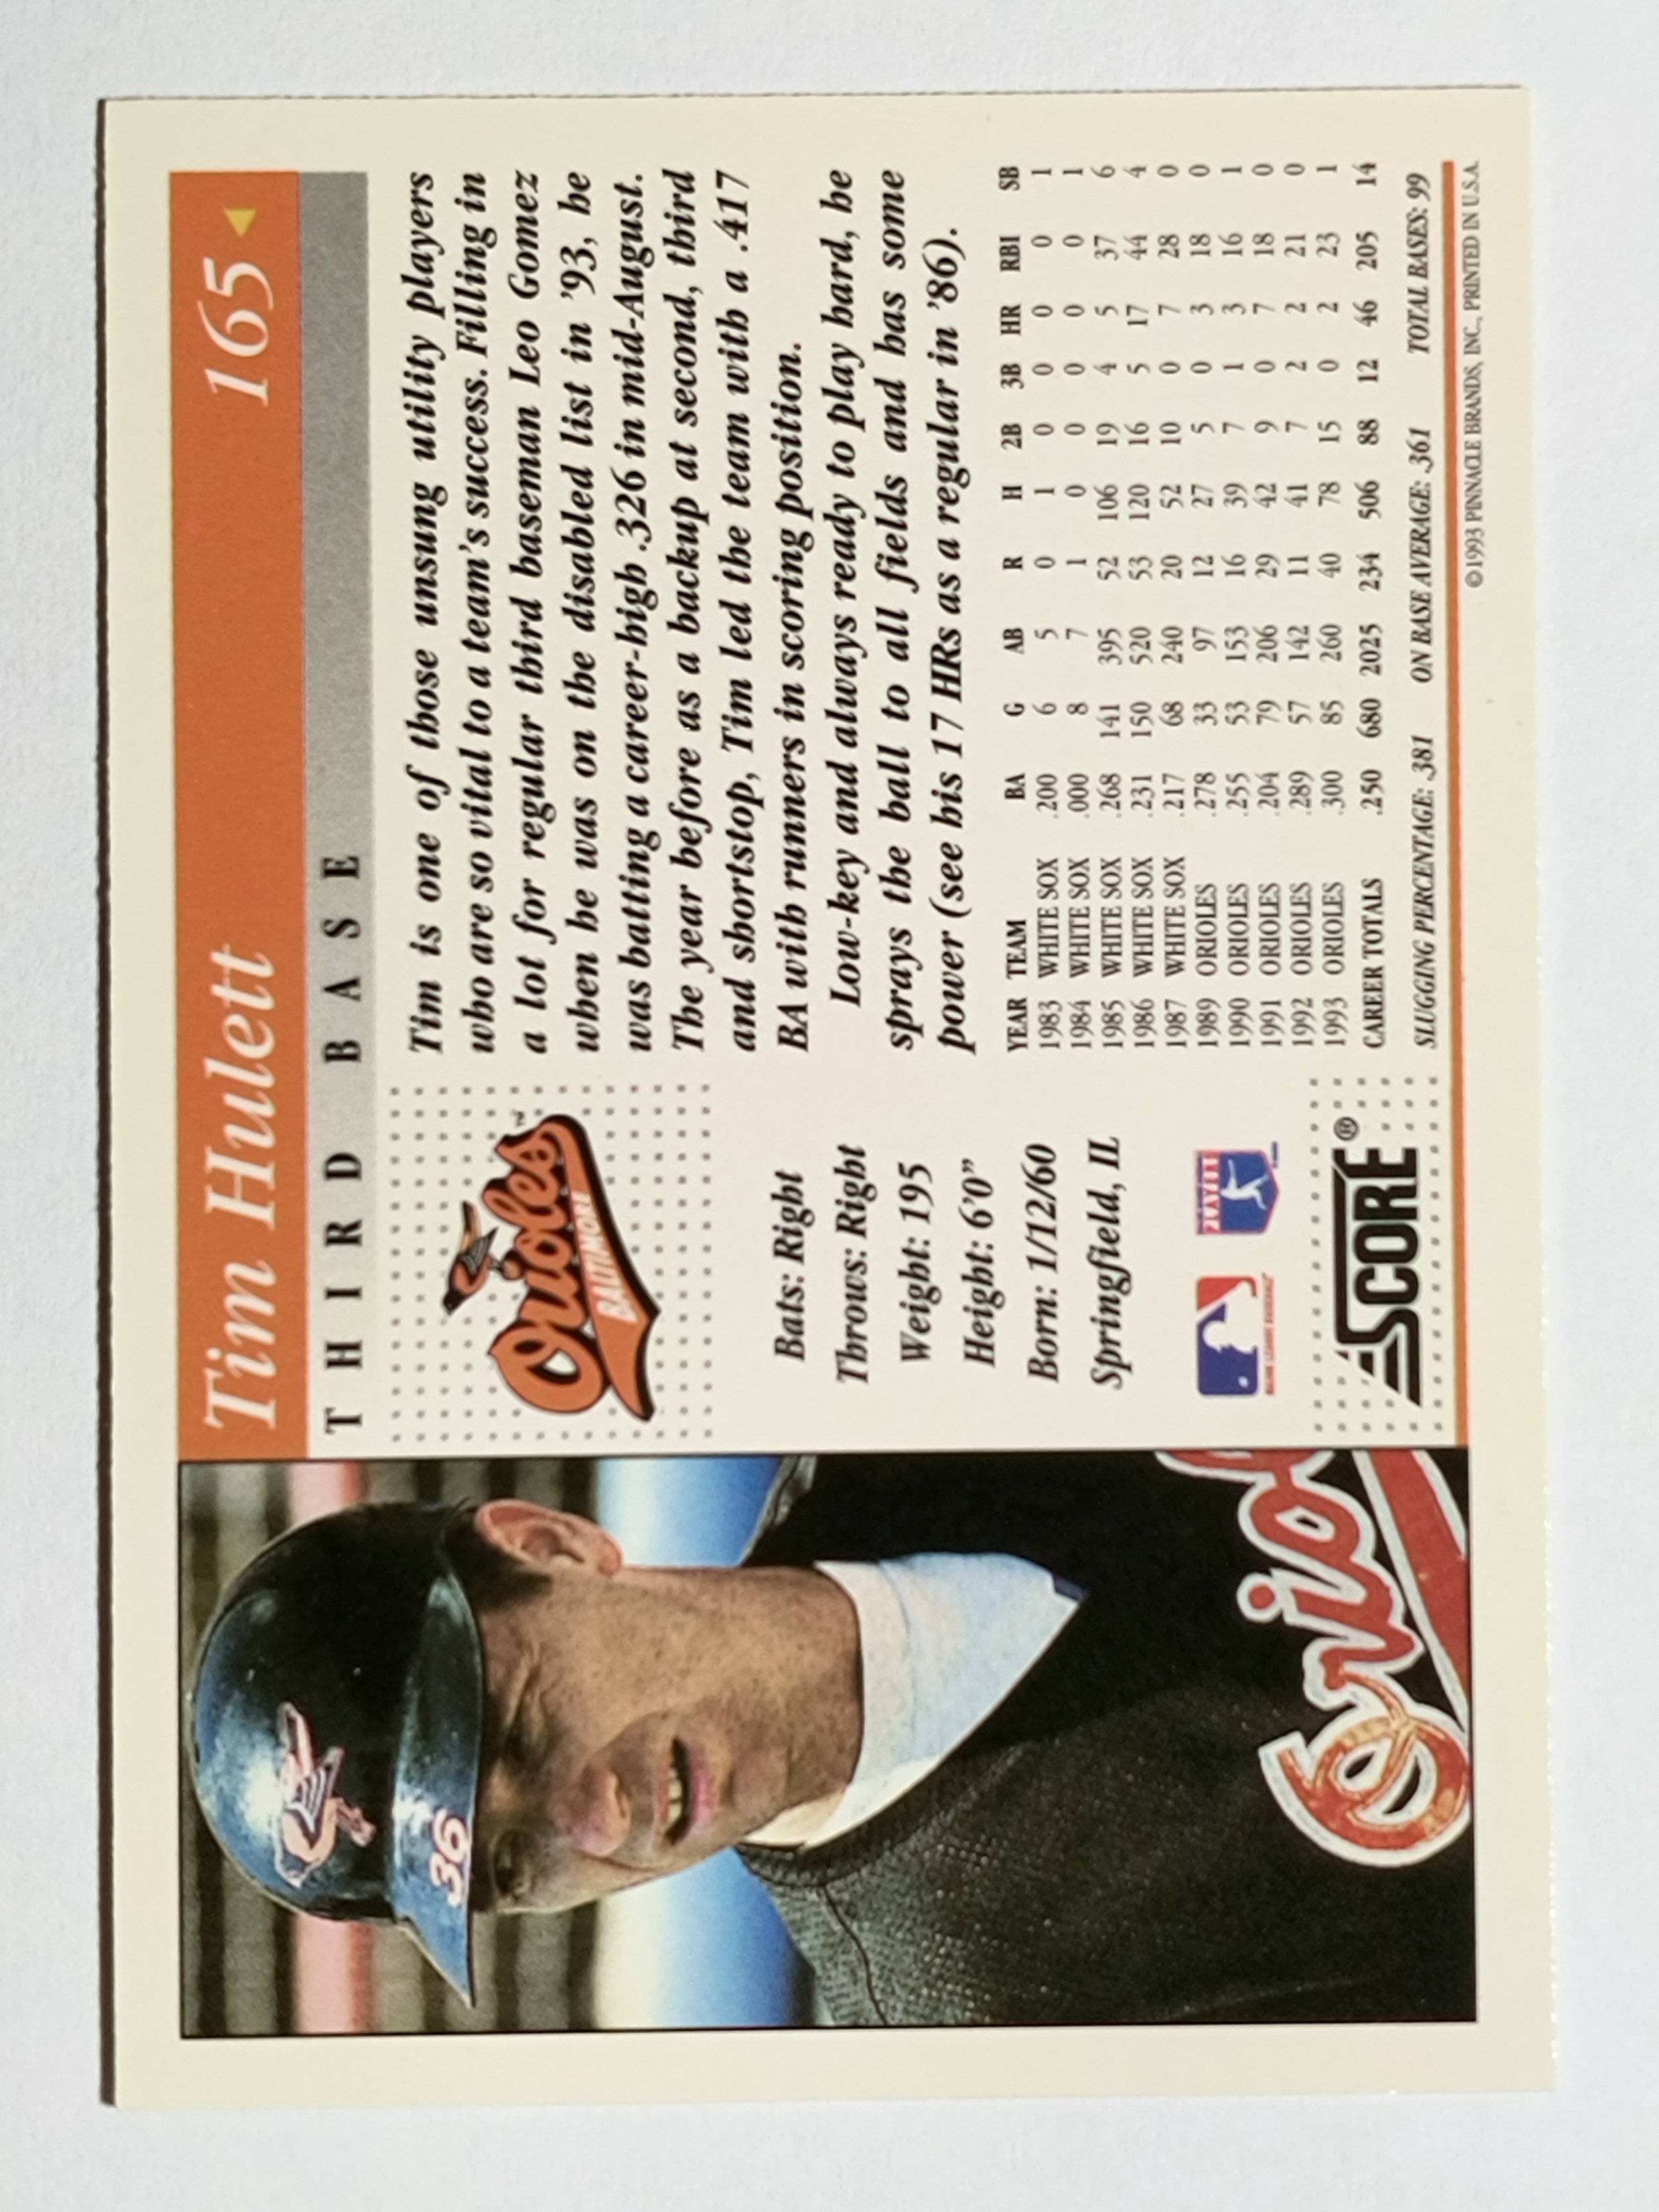 Tim Hulett 165
THIRD BASE
Orioles™
BALTIMORE
Bats: Right
Throws: Right
Weight: 195
Height: 6'0"
Born: 1/12/60
Springfield, IL
SCORE®
Tim is one of those unsung utility players
who are so vital to a team's success. Filling in
a lot for regular third baseman Leo Gomez
when he was on the disabled list in '93, he
was batting a career-high .326 in mid-August.
The year before as a backup at second, third
and shortstop, Tim led the team with a .417
BA with runners in scoring position.
Low-key and always ready to play hard, he
sprays the ball to all fields and has some
power (see his 17 HRs as a regular in '86).
YEAR TEAM BA G AB R H 2B 3B HR RBI SB
1983 WHITE SOX .200 6 5 0 1 0 0 0 0 1
1984 WHITE SOX .000 8 7 1 0 0 0 0 0 1
1985 WHITE SOX .268 141 395 52 106 19 4 5 37 6
1986 WHITE SOX .231 150 520 53 120 16 5 17 44 4
1987 WHITE SOX .217 68 240 20 52 10 0 7 28 0
1989 ORIOLES .278 33 97 12 27 5 0 3 18 0
1990 ORIOLES .255 53 153 16 39 7 1 3 16 1
1991 ORIOLES .204 79 206 29 42 9 0 7 18 0
1992 ORIOLES .289 57 142 11 41 7 2 2 21 0
1993 ORIOLES .300 85 260 40 78 15 0 2 23 1
CAREER TOTALS .250 680 2025 234 506 88 12 46 205 14
SLUGGING PERCENTAGE: .381 ON BASE AVERAGE: .361 TOTAL BASES: 99
©1993 PINNACLE BRANDS, INC., PRINTED IN U.S.A.
36
Oriol